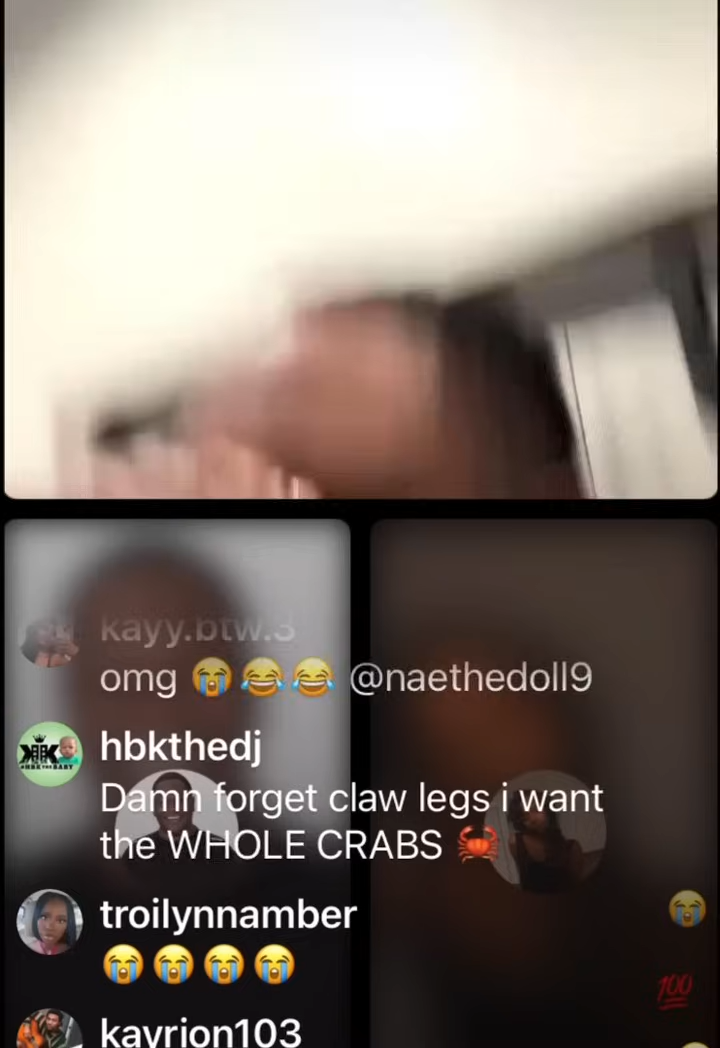 kayy.btw.3
omg 😭😂😂 @naethedoll9
hbkthedj
Damn forget claw legs i want
the WHOLE CRABS 🦀
troilynnamber
😭😭😭😭
😭
💯
kayrion103